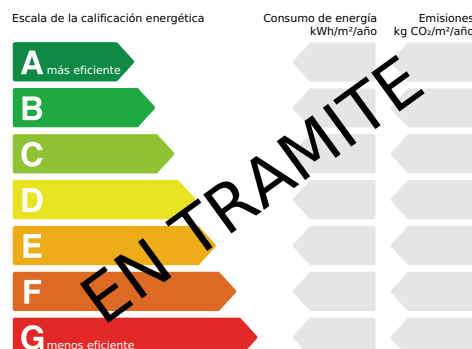 Escala de la calificación energética
Consumo de energía
kWh/m²/año
Emisiones
kg CO₂/m²/año
A más eficiente
B
C
D
E
F
G menos eficiente
EN TRAMITE